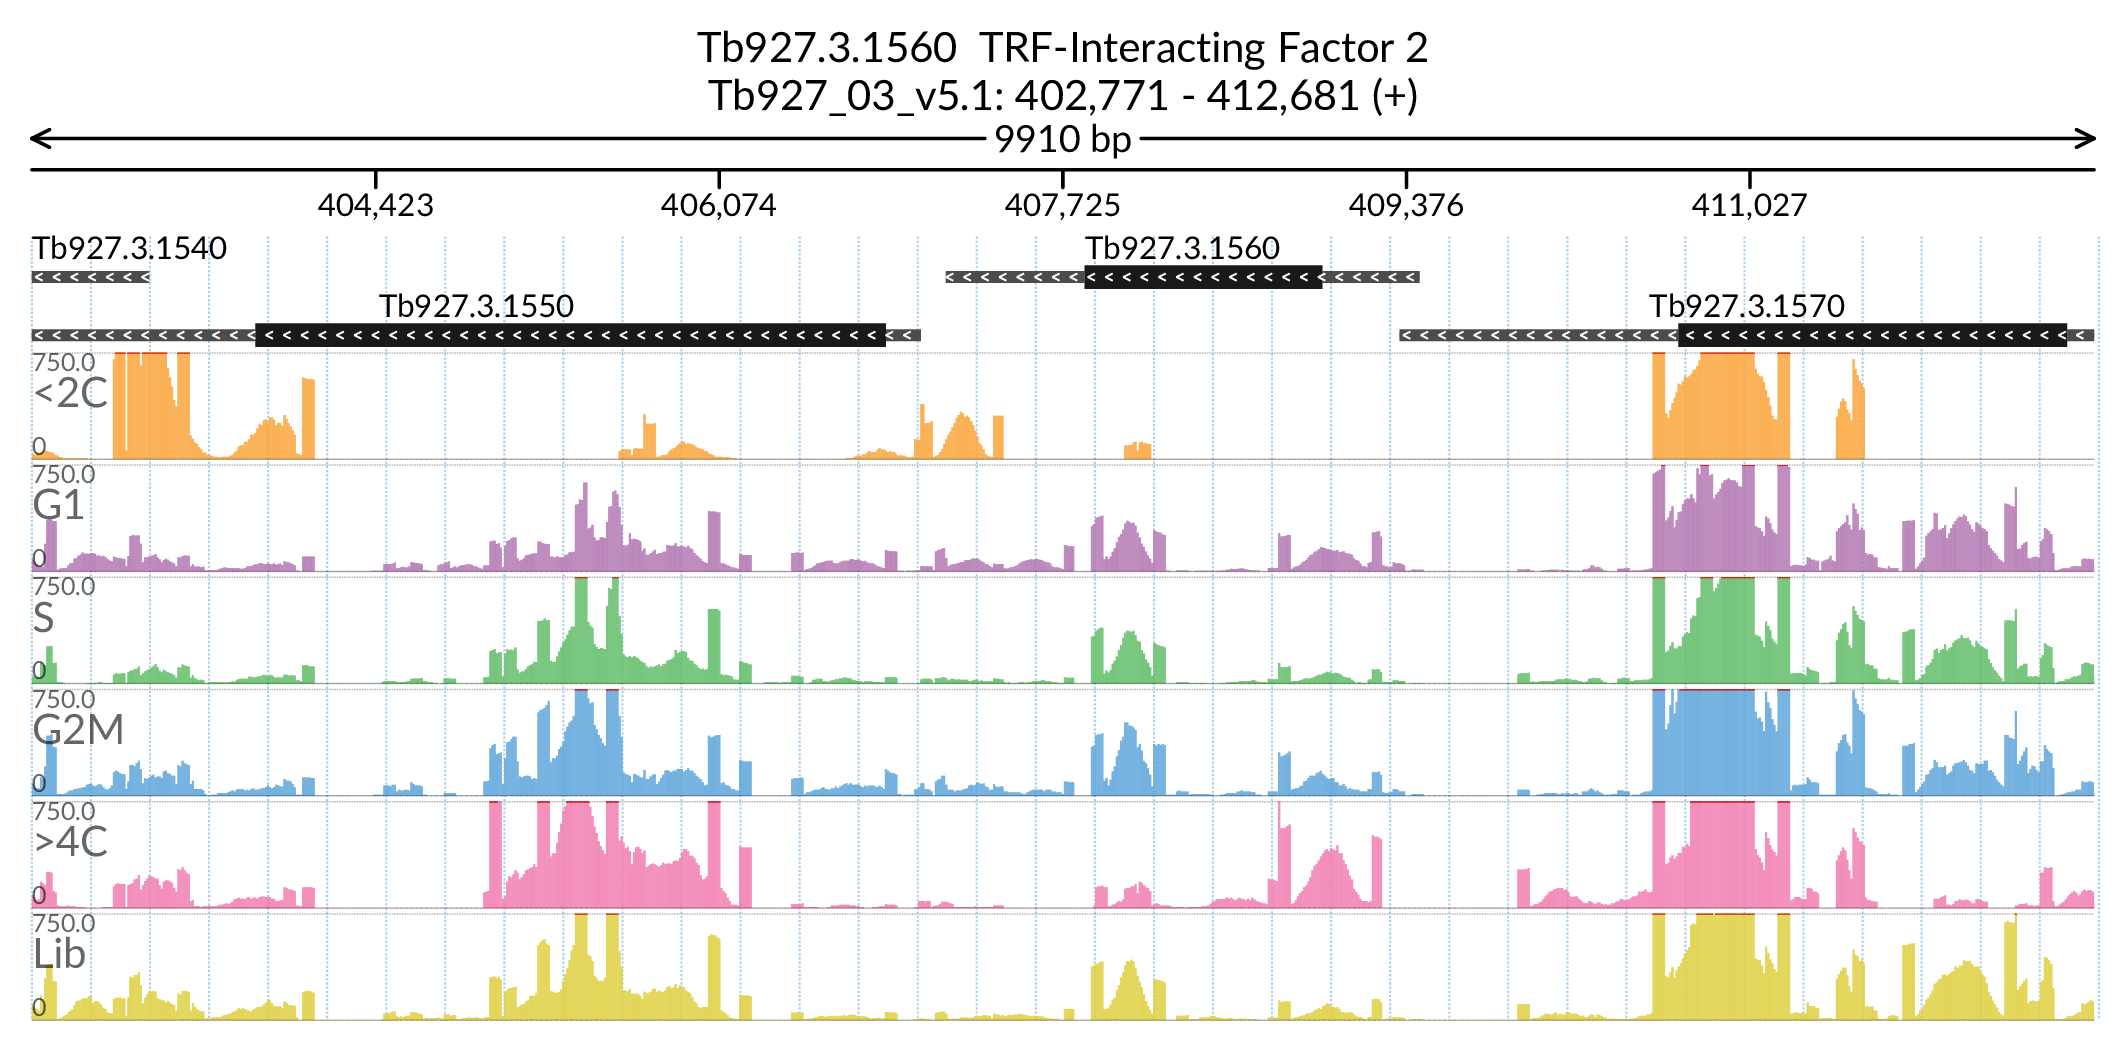 Tb927.3.1560  TRF-Interacting Factor 2
Tb927_03_v5.1: 402,771 - 412,681 (+)
9910 bp
404,423 406,074 407,725 409,376 411,027
Tb927.3.1540 Tb927.3.1560
Tb927.3.1550 Tb927.3.1570
750.0
<2C
0
750.0
G1
0
750.0
S
0
750.0
G2M
0
750.0
>4C
0
750.0
Lib
0